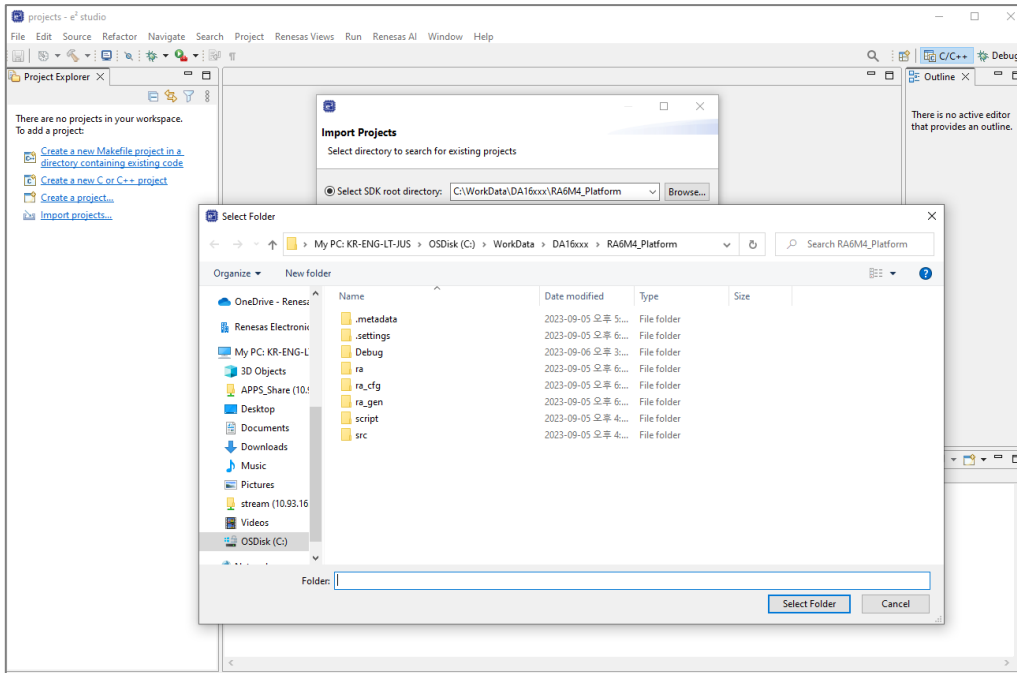 projects - e² studio
File Edit Source Refactor Navigate Search Project Renesas Views Run Renesas AI Window Help
C/C++ Debug
Project Explorer
There are no projects in your workspace.
To add a project:
Create a new Makefile project in a
directory containing existing code
Create a new C or C++ project
Create a project...
Import projects...
Outline
There is no active editor
that provides an outline.
Import Projects
Select directory to search for existing projects
Select SDK root directory: C:\WorkData\DA16xxx\RA6M4_Platform Browse...
Select Folder
My PC: KR-ENG-LT-JUS > OSDisk (C:) > WorkData > DA16xxx > RA6M4_Platform Search RA6M4_Platform
Organize New folder
OneDrive - Renesa
Renesas Electronic
My PC: KR-ENG-L
3D Objects
APPS_Share (10.9
Desktop
Documents
Downloads
Music
Pictures
stream (10.93.16
Videos
OSDisk (C:)
Name Date modified Type Size
.metadata 2023-09-05 오후 5:... File folder
.settings 2023-09-05 오후 6:... File folder
Debug 2023-09-06 오후 3:... File folder
ra 2023-09-05 오후 6:... File folder
ra_cfg 2023-09-05 오후 6:... File folder
ra_gen 2023-09-05 오후 6:... File folder
script 2023-09-05 오후 4:... File folder
src 2023-09-05 오후 4:... File folder
Folder:
Select Folder Cancel